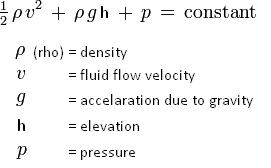 ½ ρ v² + ρ g h + p = constant
ρ (rho) = density
v = fluid flow velocity
g = accelaration due to gravity
h = elevation
p = pressure